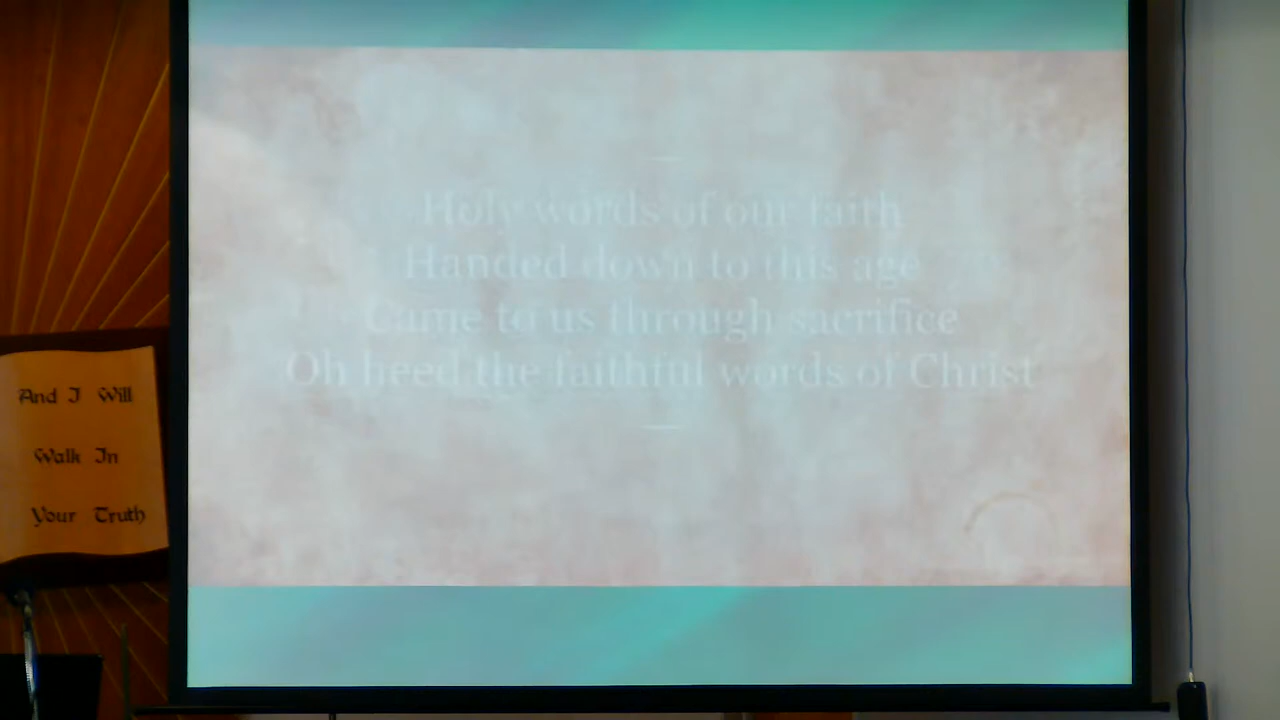 Holy words of our faith
Handed down to this age
Came to us through sacrifice
Oh heed the faithful words of Christ
And I Will
Walk In
Your Truth